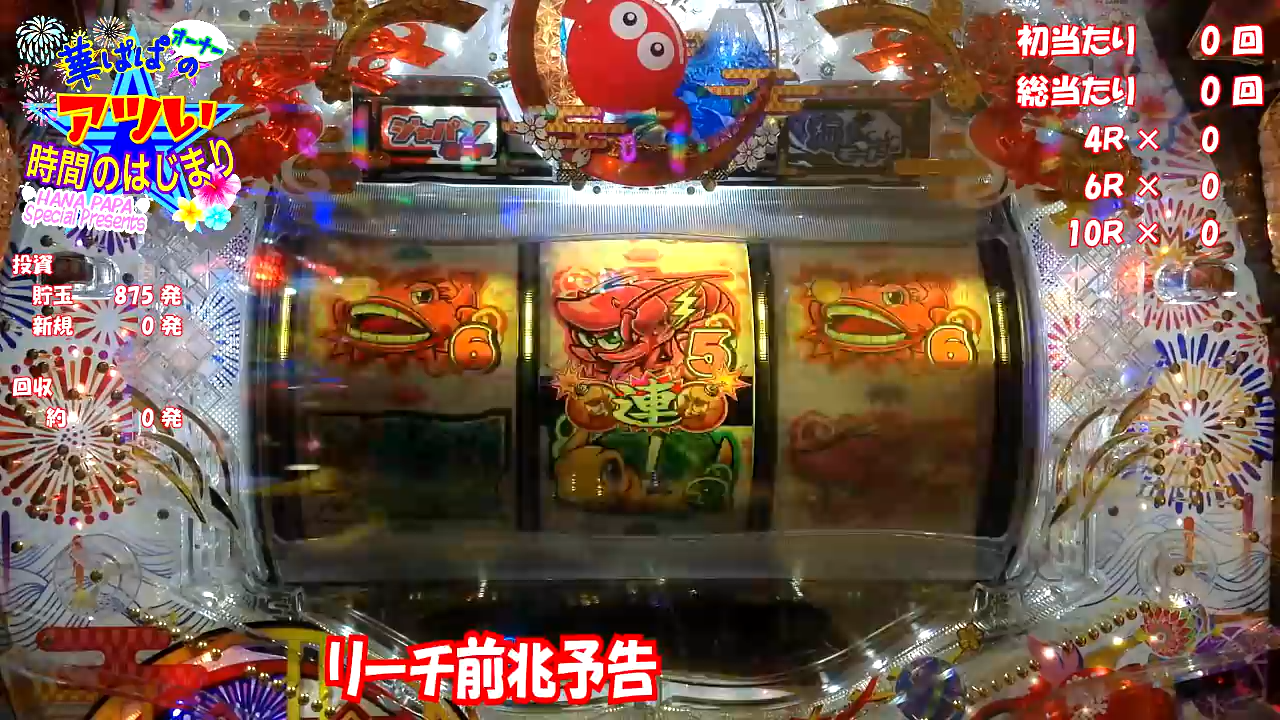 華ぱぱオーナーの
アツい
時間のはじまり
HANA PAPA
Special Presents
初当たり 0 回
総当たり 0 回
4R × 0
6R × 0
10R × 0
投資
貯玉 875 発
新規 0 発
回収
約 0 発
ジャパン
6
5
6
連
リーチ前兆予告